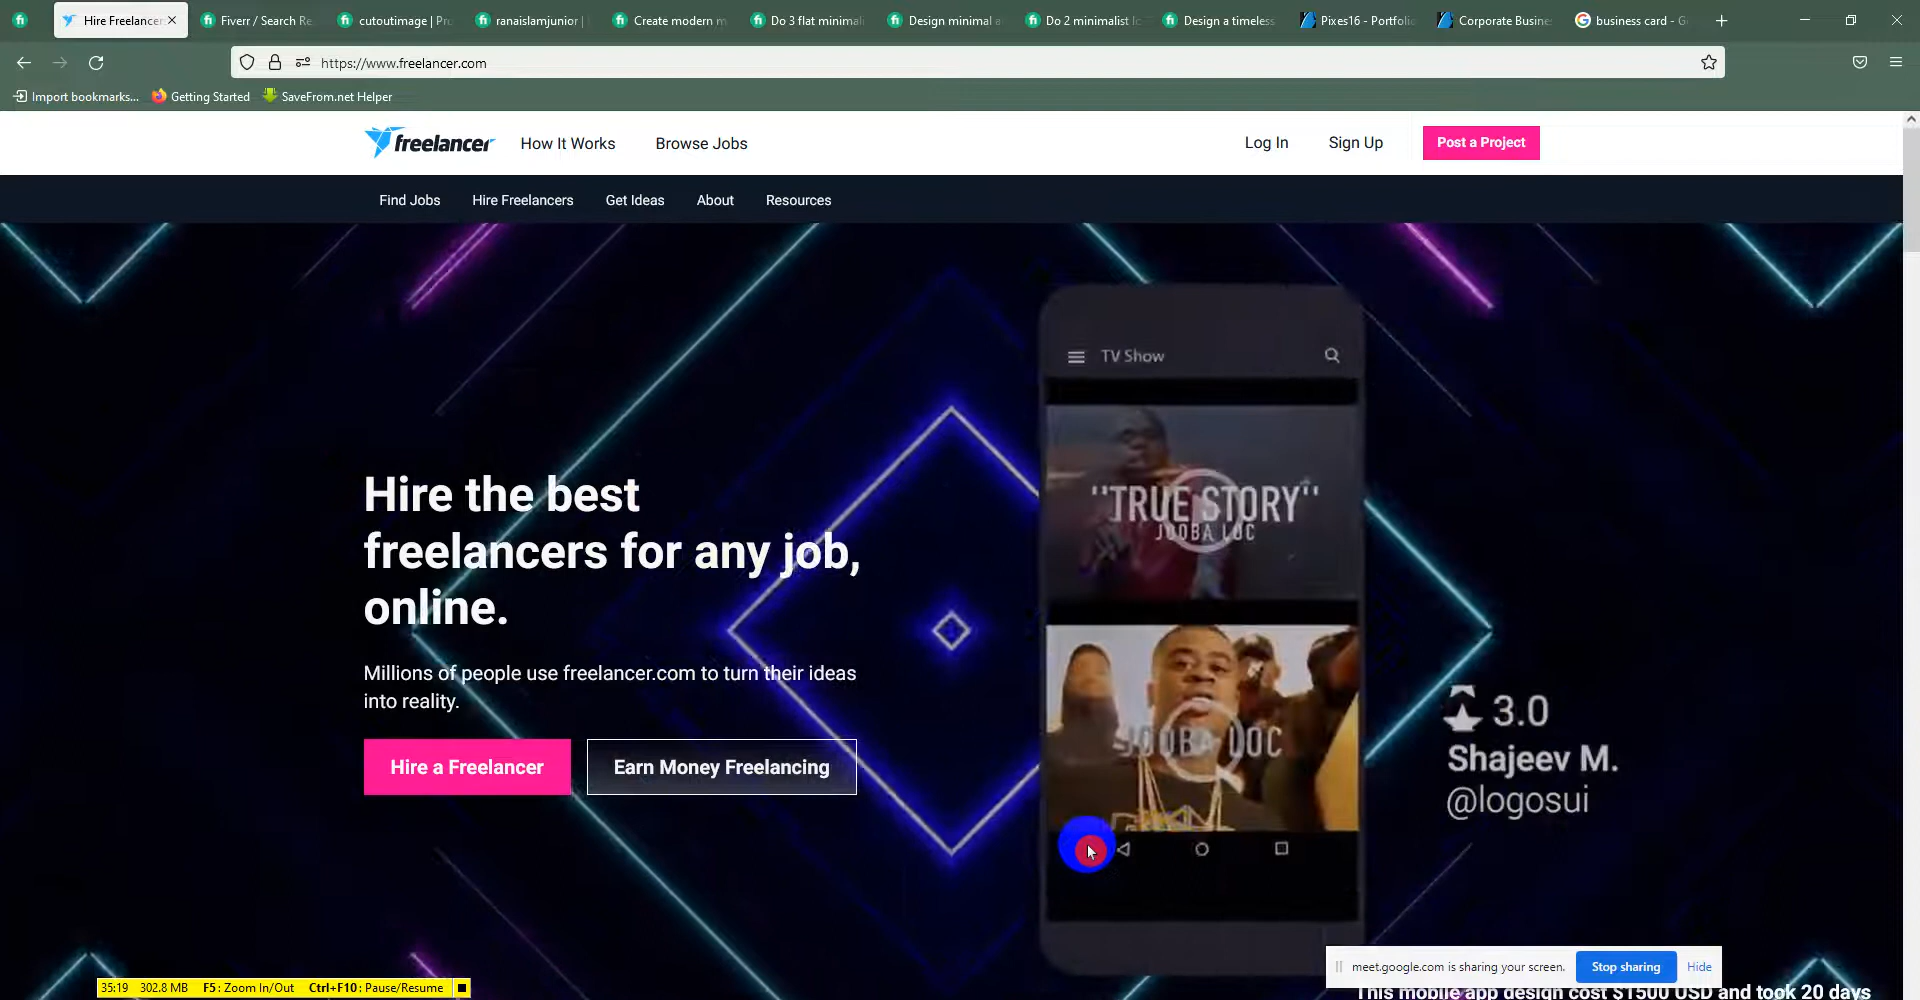 Hire Freelancer
Fiverr / Search Re
cutoutimage | Pr
ranaislamjunior |
Create modern m
Do 3 flat minimal
Design minimal a
Do 2 minimalist lo
Design a timeless
Pixes16 - Portfolio
Corporate Busine
business card - G
https://www.freelancer.com
Import bookmarks...
Getting Started
SaveFrom.net Helper
freelancer
How It Works
Browse Jobs
Log In
Sign Up
Post a Project
Find Jobs
Hire Freelancers
Get Ideas
About
Resources
TV Show
"TRUE STORY"
JOOBA LOC
Hire the best
freelancers for any job,
online.
Millions of people use freelancer.com to turn their ideas
into reality.
Hire a Freelancer
Earn Money Freelancing
JOOBA LOC
3.0
Shajeev M.
@logosui
meet.google.com is sharing your screen.
Stop sharing
Hide
This mobile app design cost $1500 USD and took 20 days
35:19 302.8 MB F5: Zoom In/Out Ctrl+F10: Pause/Resume